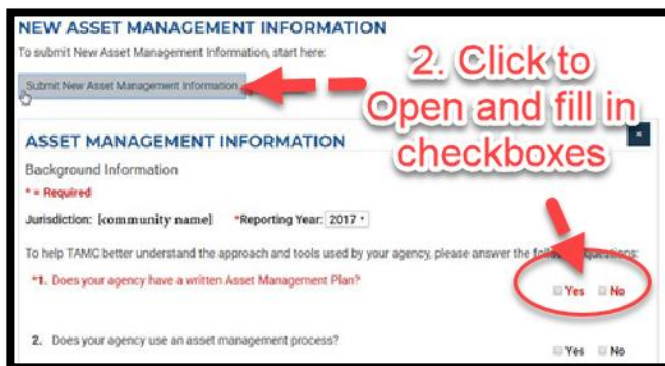 NEW ASSET MANAGEMENT INFORMATION
To submit New Asset Management Information, start here:
Submit New Asset Management Information
2. Click to
Open and fill in
checkboxes
ASSET MANAGEMENT INFORMATION
x
Background Information
* = Required
Jurisdiction: [community name] *Reporting Year: 2017
To help TAMC better understand the approach and tools used by your agency, please answer the following questions:
*1. Does your agency have a written Asset Management Plan?
Yes No
2. Does your agency use an asset management process?
Yes No